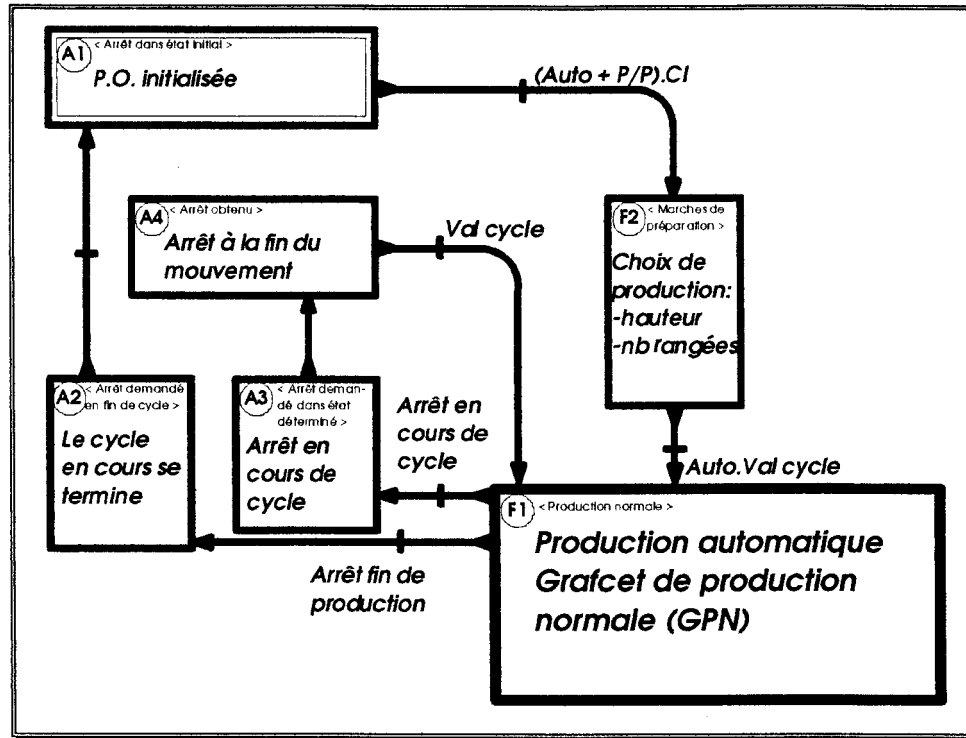 A1
< Arrêt dans état initial >
P.O. initialisée
(Auto + P/P).CI
A4
< Arrêt obtenu >
Arrêt à la fin du
mouvement
Val cycle
F2
< Marches de
préparation >
Choix de
production:
-hauteur
-nb rangées
A2
< Arrêt demandé
en fin de cycle >
Le cycle
en cours se
termine
A3
< Arrêt deman-
dé dans état
déterminé >
Arrêt en
cours de
cycle
Arrêt en
cours de
cycle
Auto.Val cycle
F1
< Production normale >
Production automatique
Grafcet de production
normale (GPN)
Arrêt fin de
production